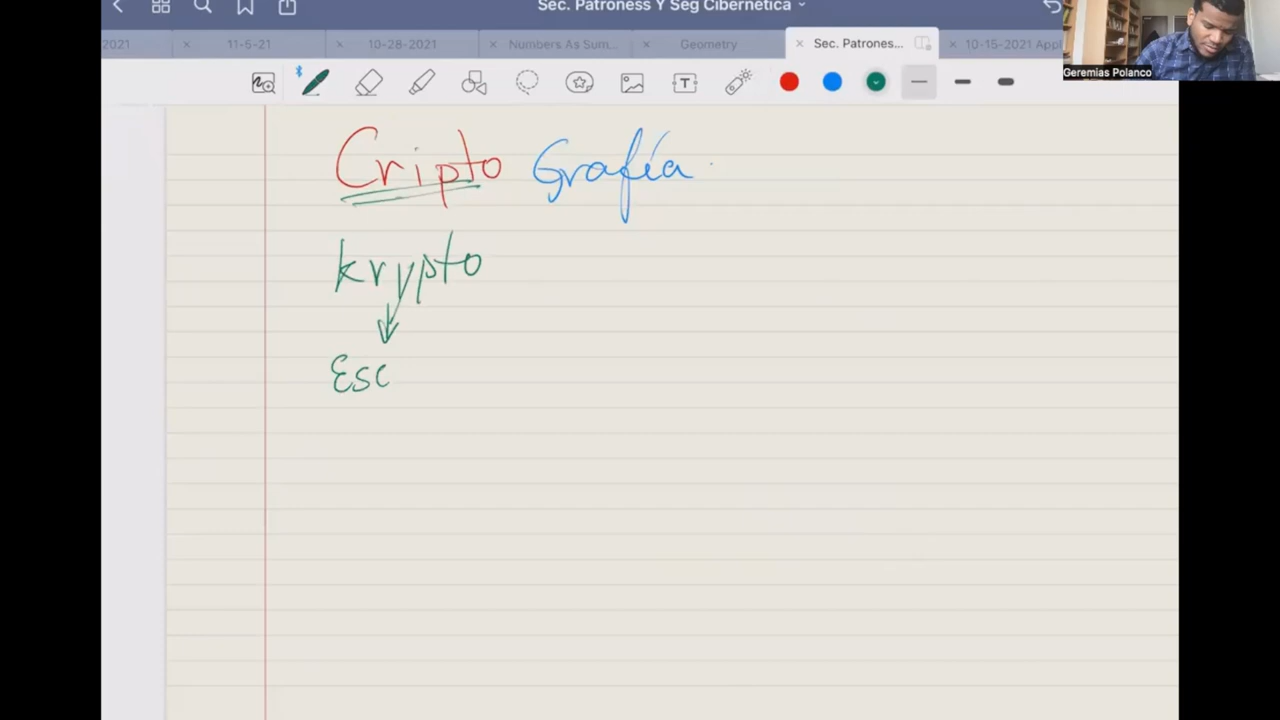 Sec. Patroness Y Seg Cibernetica
2021 11-5-21 10-28-2021 Numbers As Sum... Geometry Sec. Patrones... 10-15-2021 Appl
Geremias Polanco
Cripto Grafía
krypto
Esc